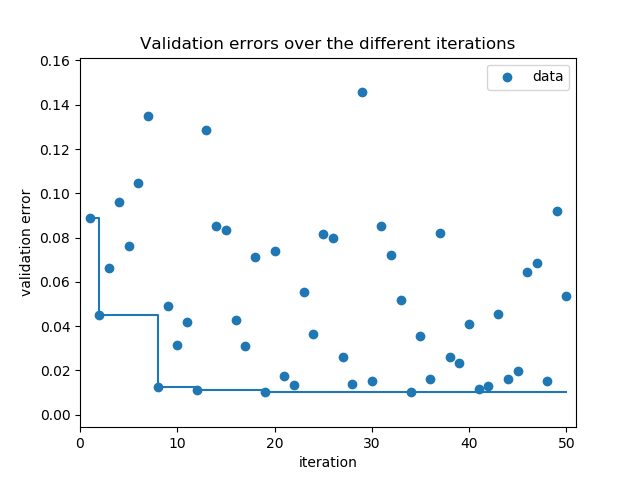 Validation errors over the different iterations
data
validation error
0.16
0.14
0.12
0.10
0.08
0.06
0.04
0.02
0.00
0 10 20 30 40 50
iteration